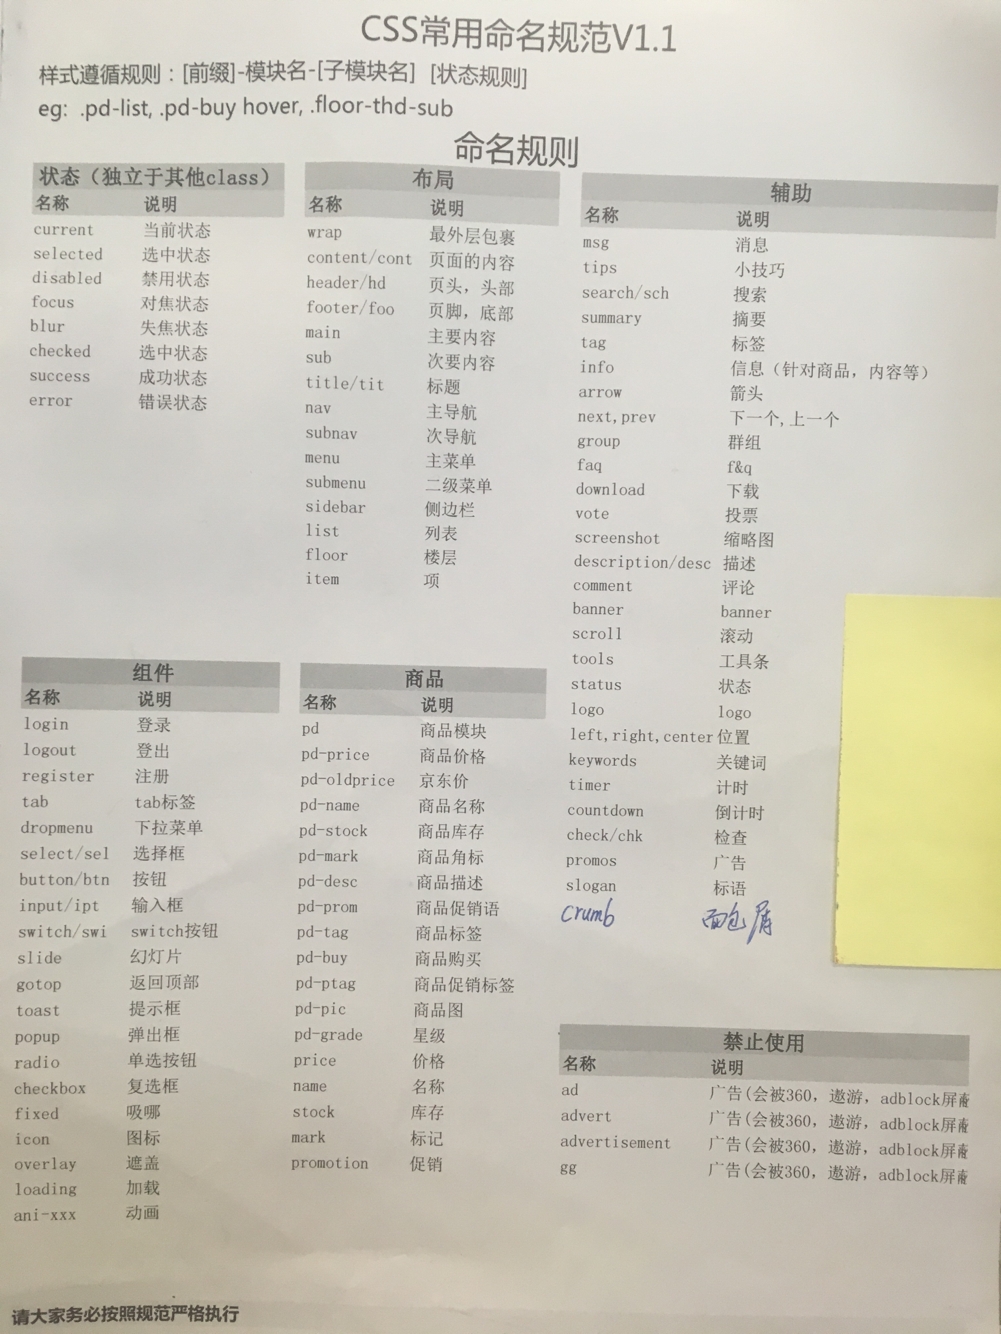 CSS常用命名规范V1.1
样式遵循规则：[前缀]-模块名-[子模块名] [状态规则]
eg: .pd-list, .pd-buy hover, .floor-thd-sub
命名规则
状态（独立于其他class）
名称 说明
current 当前状态
selected 选中状态
disabled 禁用状态
focus 对焦状态
blur 失焦状态
checked 选中状态
success 成功状态
error 错误状态
布局
名称 说明
wrap 最外层包裹
content/cont 页面的内容
header/hd 页头，头部
footer/foo 页脚，底部
main 主要内容
sub 次要内容
title/tit 标题
nav 主导航
subnav 次导航
menu 主菜单
submenu 二级菜单
sidebar 侧边栏
list 列表
floor 楼层
item 项
辅助
名称 说明
msg 消息
tips 小技巧
search/sch 搜索
summary 摘要
tag 标签
info 信息（针对商品，内容等）
arrow 箭头
next,prev 下一个,上一个
group 群组
faq f&q
download 下载
vote 投票
screenshot 缩略图
description/desc 描述
comment 评论
banner banner
scroll 滚动
tools 工具条
status 状态
logo logo
left,right,center 位置
keywords 关键词
timer 计时
countdown 倒计时
check/chk 检查
promos 广告
slogan 标语
crumb 面包屑
组件
名称 说明
login 登录
logout 登出
register 注册
tab tab标签
dropmenu 下拉菜单
select/sel 选择框
button/btn 按钮
input/ipt 输入框
switch/swi switch按钮
slide 幻灯片
gotop 返回顶部
toast 提示框
popup 弹出框
radio 单选按钮
checkbox 复选框
fixed 吸哪
icon 图标
overlay 遮盖
loading 加载
ani-xxx 动画
商品
名称 说明
pd 商品模块
pd-price 商品价格
pd-oldprice 京东价
pd-name 商品名称
pd-stock 商品库存
pd-mark 商品角标
pd-desc 商品描述
pd-prom 商品促销语
pd-tag 商品标签
pd-buy 商品购买
pd-ptag 商品促销标签
pd-pic 商品图
pd-grade 星级
price 价格
name 名称
stock 库存
mark 标记
promotion 促销
禁止使用
名称 说明
ad 广告(会被360，遨游，adblock屏蔽
advert 广告(会被360，遨游，adblock屏蔽
advertisement 广告(会被360，遨游，adblock屏蔽
gg 广告(会被360，遨游，adblock屏蔽
请大家务必按照规范严格执行